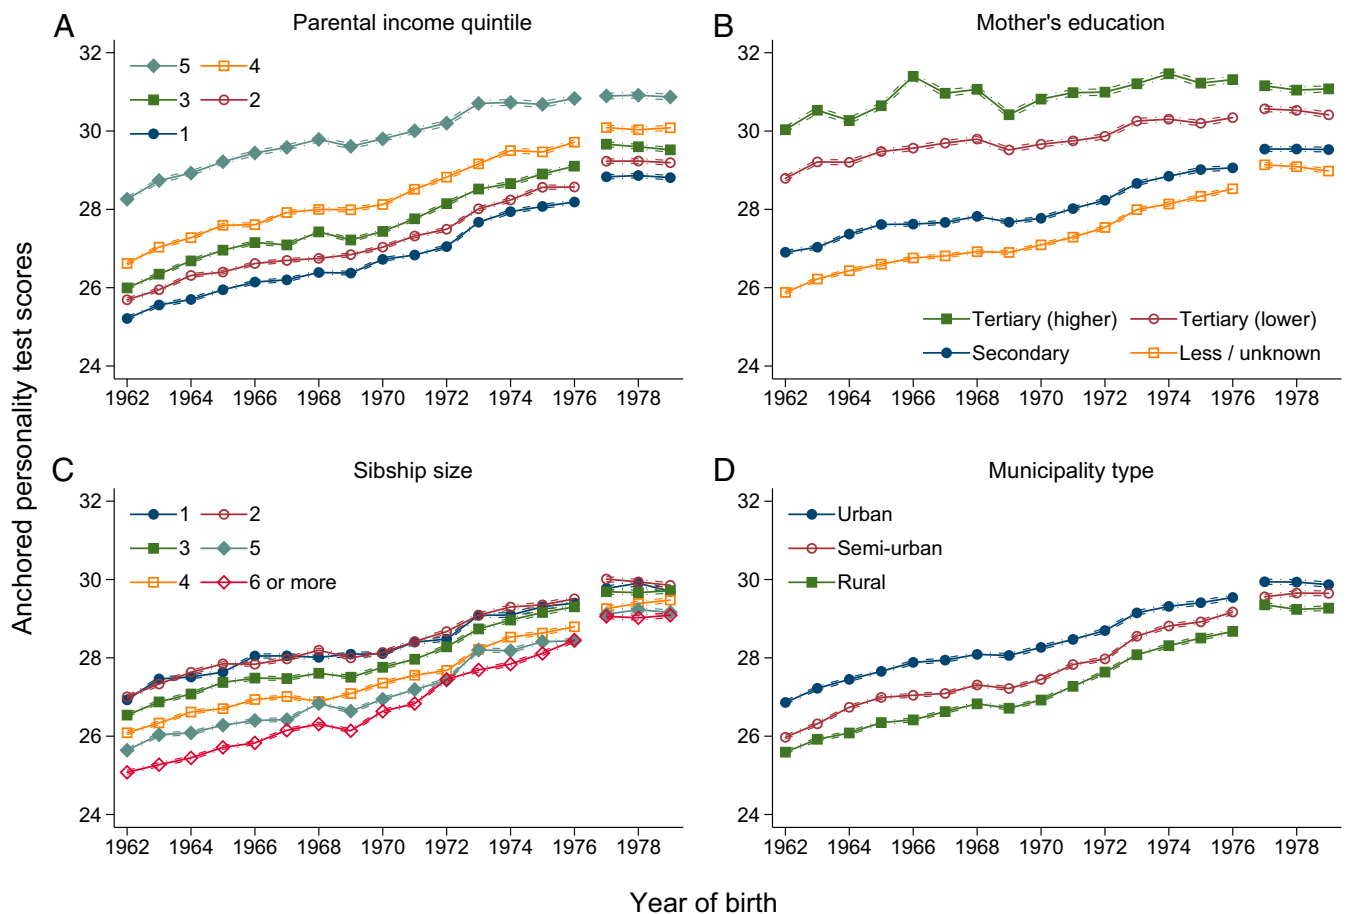 A Parental income quintile
32
5 4
3 2
1
30
28
26
24
1962 1964 1966 1968 1970 1972 1974 1976 1978
B Mother's education
32
30
28
26
Tertiary (higher) Tertiary (lower)
Secondary Less / unknown
24
1962 1964 1966 1968 1970 1972 1974 1976 1978
Anchored personality test scores
C Sibship size
32
1 2
3 5
4 6 or more
30
28
26
24
1962 1964 1966 1968 1970 1972 1974 1976 1978
D Municipality type
32
Urban
Semi-urban
Rural
30
28
26
24
1962 1964 1966 1968 1970 1972 1974 1976 1978
Year of birth